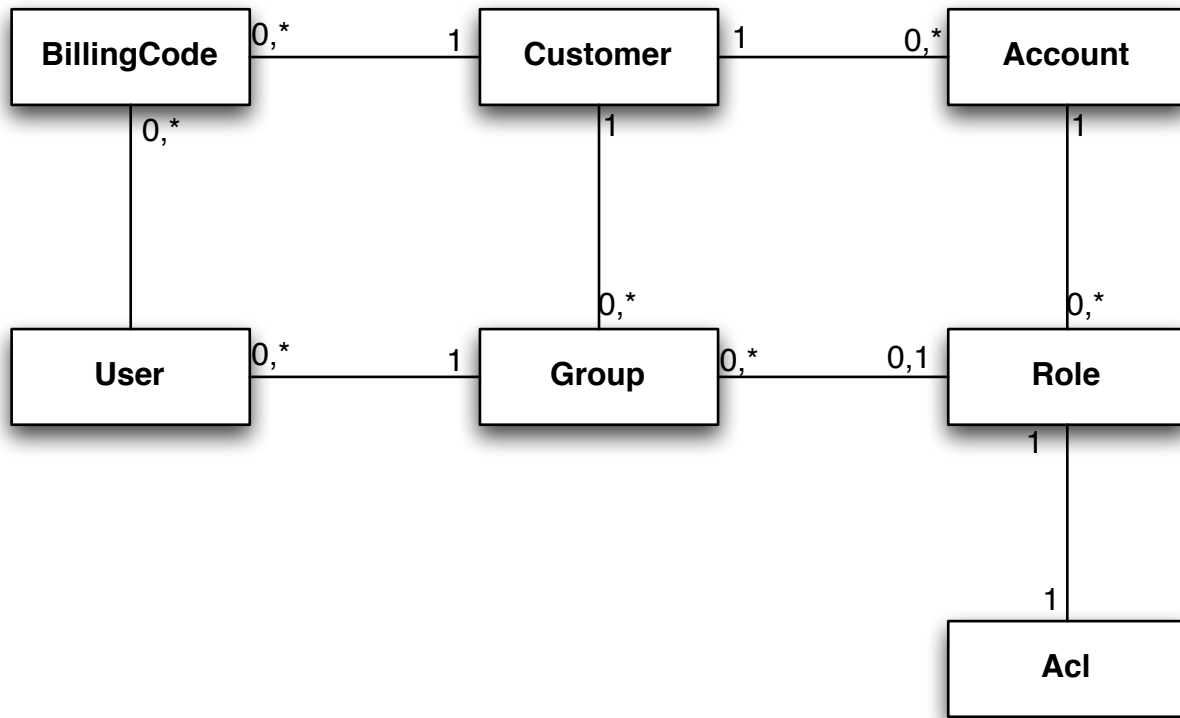 0,* 1 1 0,*
BillingCode Customer Account
0,* 1 1
0,* 0,*
0,* 1 0,* 0,1
User Group Role
1
1
Acl